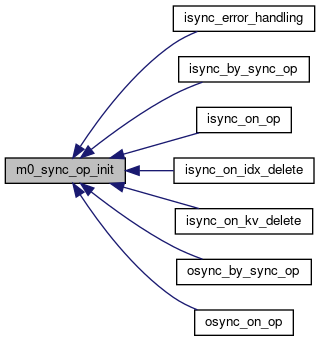 isync_error_handling
isync_by_sync_op
isync_on_op
m0_sync_op_init
isync_on_idx_delete
isync_on_kv_delete
osync_by_sync_op
osync_on_op